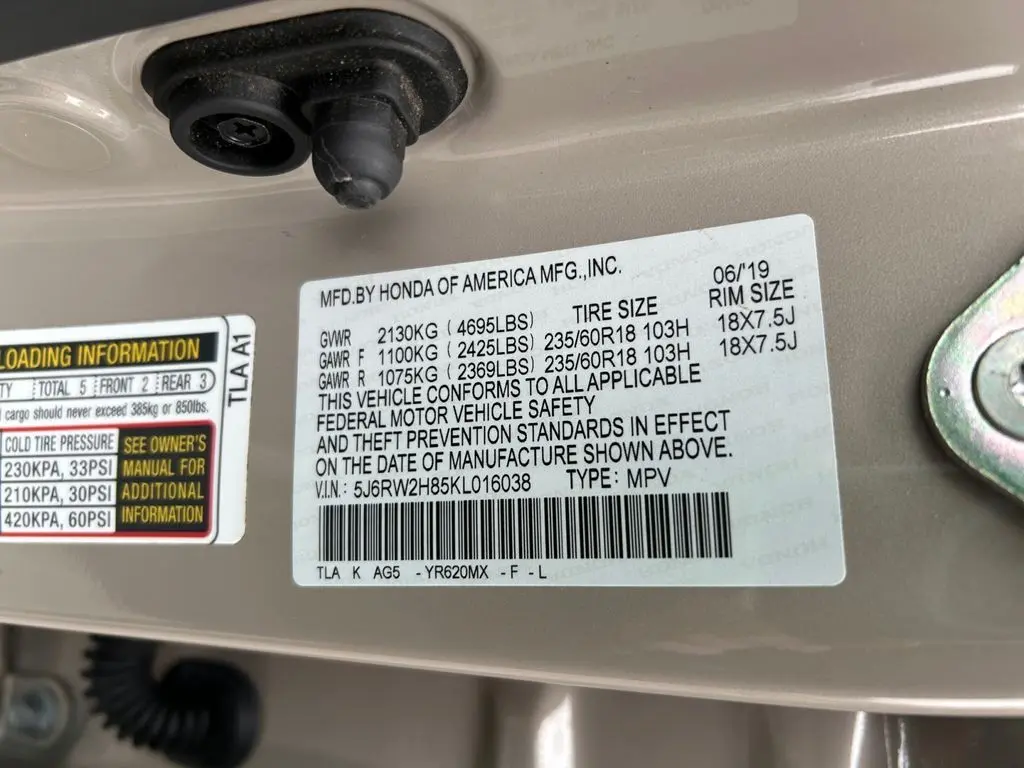 LOADING INFORMATION
TLA A1
TOTAL 5 FRONT 2 REAR 3
cargo should never exceed 385kg or 850lbs.
COLD TIRE PRESSURE SEE OWNER'S
230KPA, 33PSI MANUAL FOR
210KPA, 30PSI ADDITIONAL
420KPA, 60PSI INFORMATION
MFD.BY HONDA OF AMERICA MFG.,INC. 06/'19
TIRE SIZE RIM SIZE
GVWR 2130KG (4695LBS)
GAWR F 1100KG (2425LBS) 235/60R18 103H 18X7.5J
GAWR R 1075KG (2369LBS) 235/60R18 103H 18X7.5J
THIS VEHICLE CONFORMS TO ALL APPLICABLE
FEDERAL MOTOR VEHICLE SAFETY
AND THEFT PREVENTION STANDARDS IN EFFECT
ON THE DATE OF MANUFACTURE SHOWN ABOVE.
V.I.N.: 5J6RW2H85KL016038 TYPE: MPV
TLA K AG5 -YR620MX -F -L